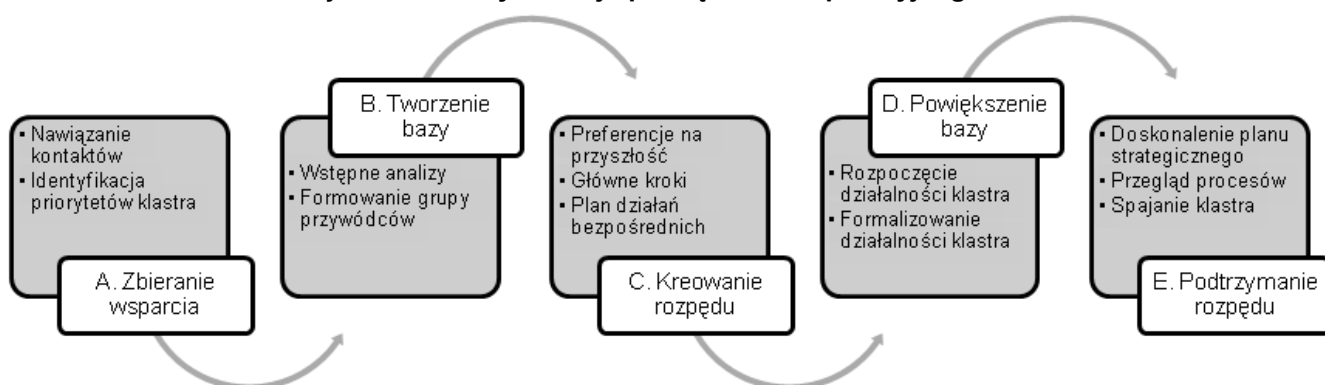 ▪ Nawiązanie
kontaktów
▪ Identyfikacja
priorytetów klastra
A. Zbieranie
wsparcia
B. Tworzenie
bazy
▪ Wstępne analizy
▪ Formowanie grupy
przywódców
▪ Preferencje na
przyszłość
▪ Główne kroki
▪ Plan działań
bezpośrednich
C. Kreowanie
rozpędu
D. Powiększenie
bazy
▪ Rozpoczęcie
działalności klastra
▪ Formalizowanie
działalności klastra
▪ Doskonalenie planu
strategicznego
▪ Przegląd procesów
▪ Spajanie klastra
E. Podtrzymanie
rozpędu